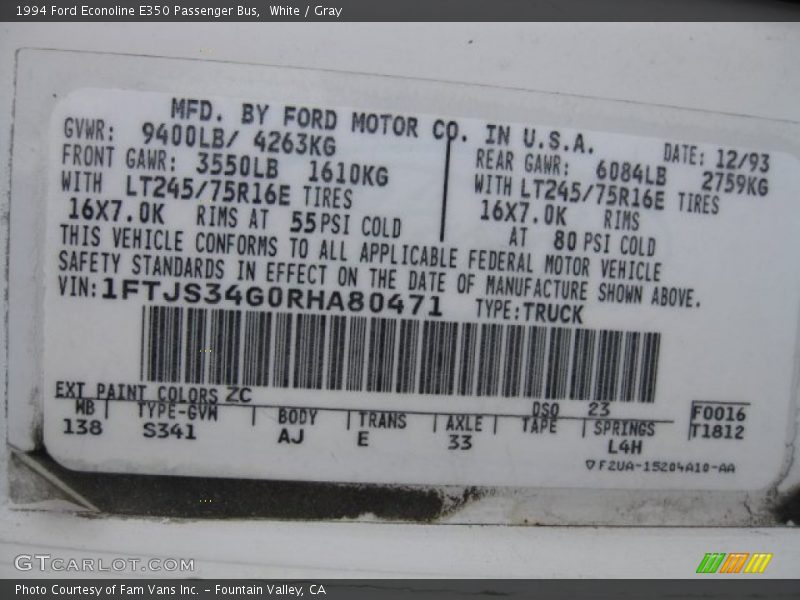 1994 Ford Econoline E350 Passenger Bus,  White / Gray
MFD. BY FORD MOTOR CO. IN U.S.A.
GVWR: 9400LB/ 4263KG
DATE: 12/93
FRONT GAWR: 3550LB 1610KG
REAR GAWR: 6084LB 2759KG
WITH LT245/75R16E TIRES
WITH LT245/75R16E TIRES
16X7.0K RIMS AT 55PSI COLD
16X7.0K RIMS
AT 80 PSI COLD
THIS VEHICLE CONFORMS TO ALL APPLICABLE FEDERAL MOTOR VEHICLE
SAFETY STANDARDS IN EFFECT ON THE DATE OF MANUFACTURE SHOWN ABOVE.
VIN:1FTJS34G0RHA80471 TYPE:TRUCK
EXT PAINT COLORS ZC DSO 23
WB TYPE-GVW BODY TRANS AXLE TAPE SPRINGS
138 S341 AJ E 33 L4H
F0016
T1812
F2UA-15204A10-AA
GTCARLOT.COM
Photo Courtesy of Fam Vans Inc. – Fountain Valley, CA